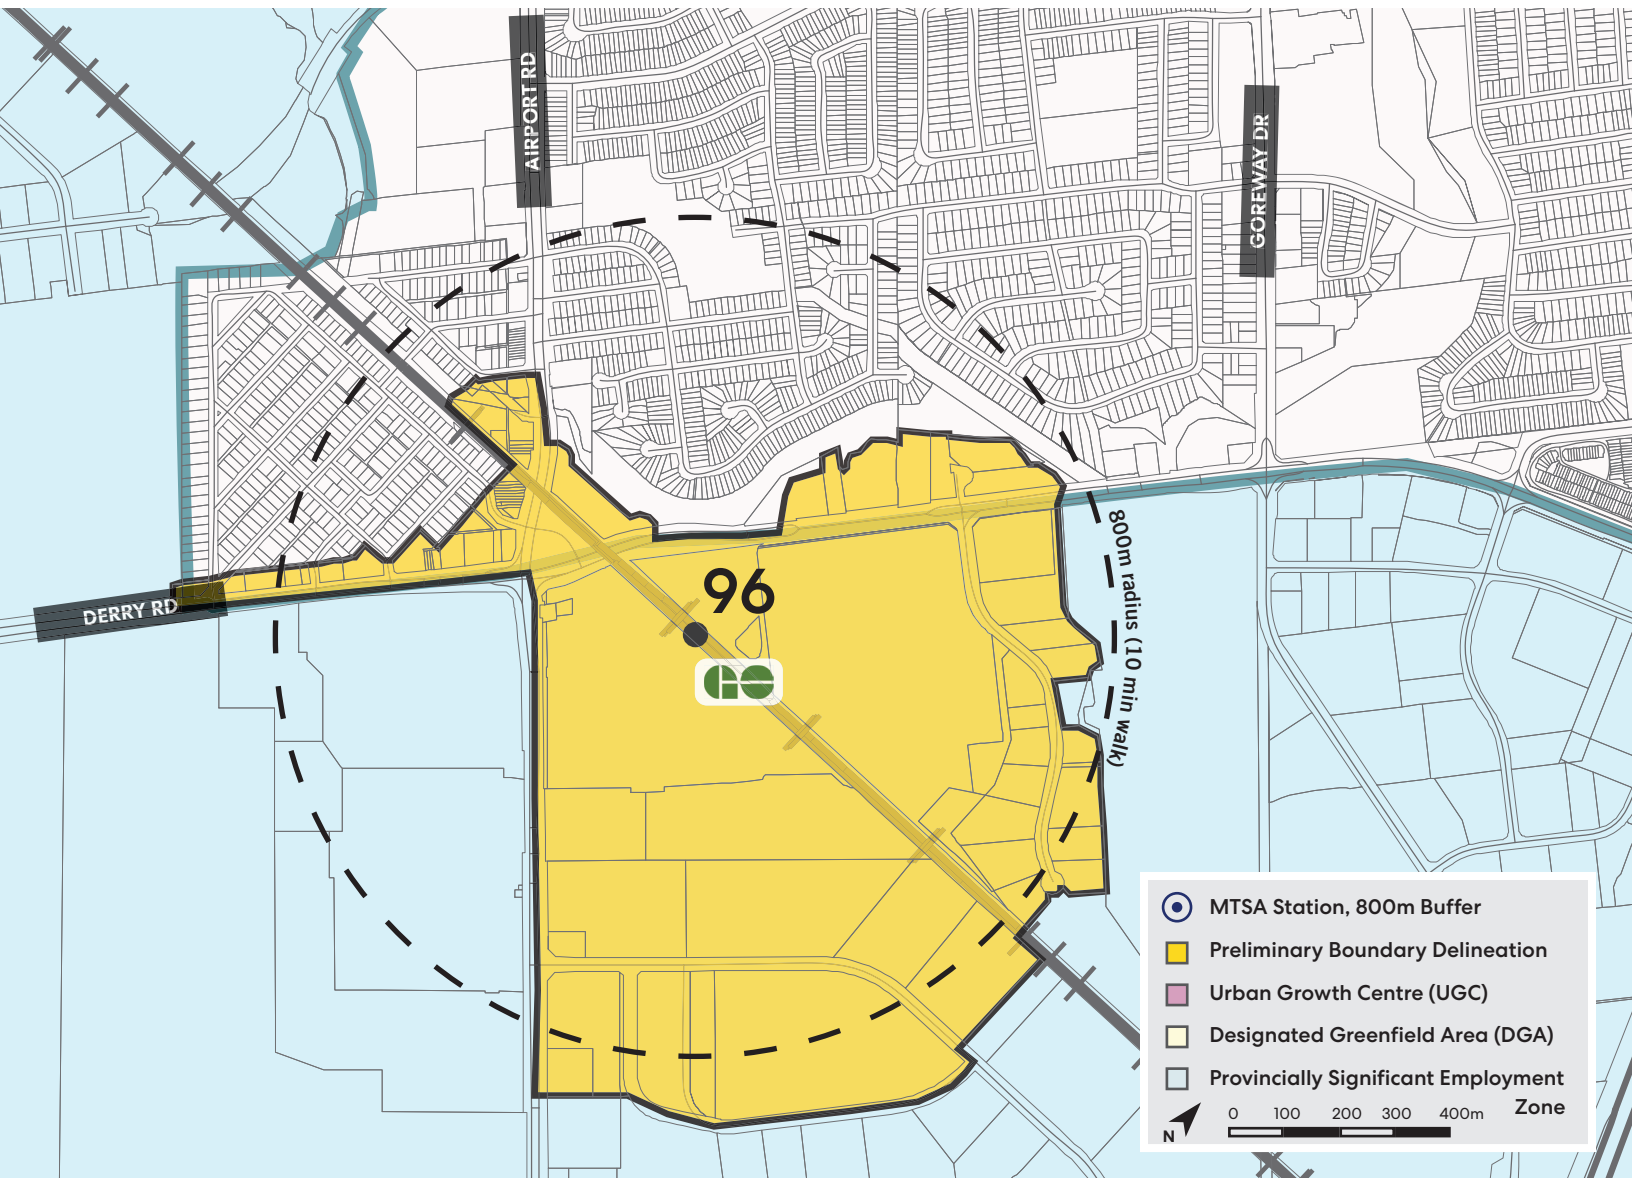 AIRPORT RD
GOREWAY DR
DERRY RD
96
GO
800m radius (10 min walk)
MTSA Station, 800m Buffer
Preliminary Boundary Delineation
Urban Growth Centre (UGC)
Designated Greenfield Area (DGA)
Provincially Significant Employment
Zone
N
0 100 200 300 400m